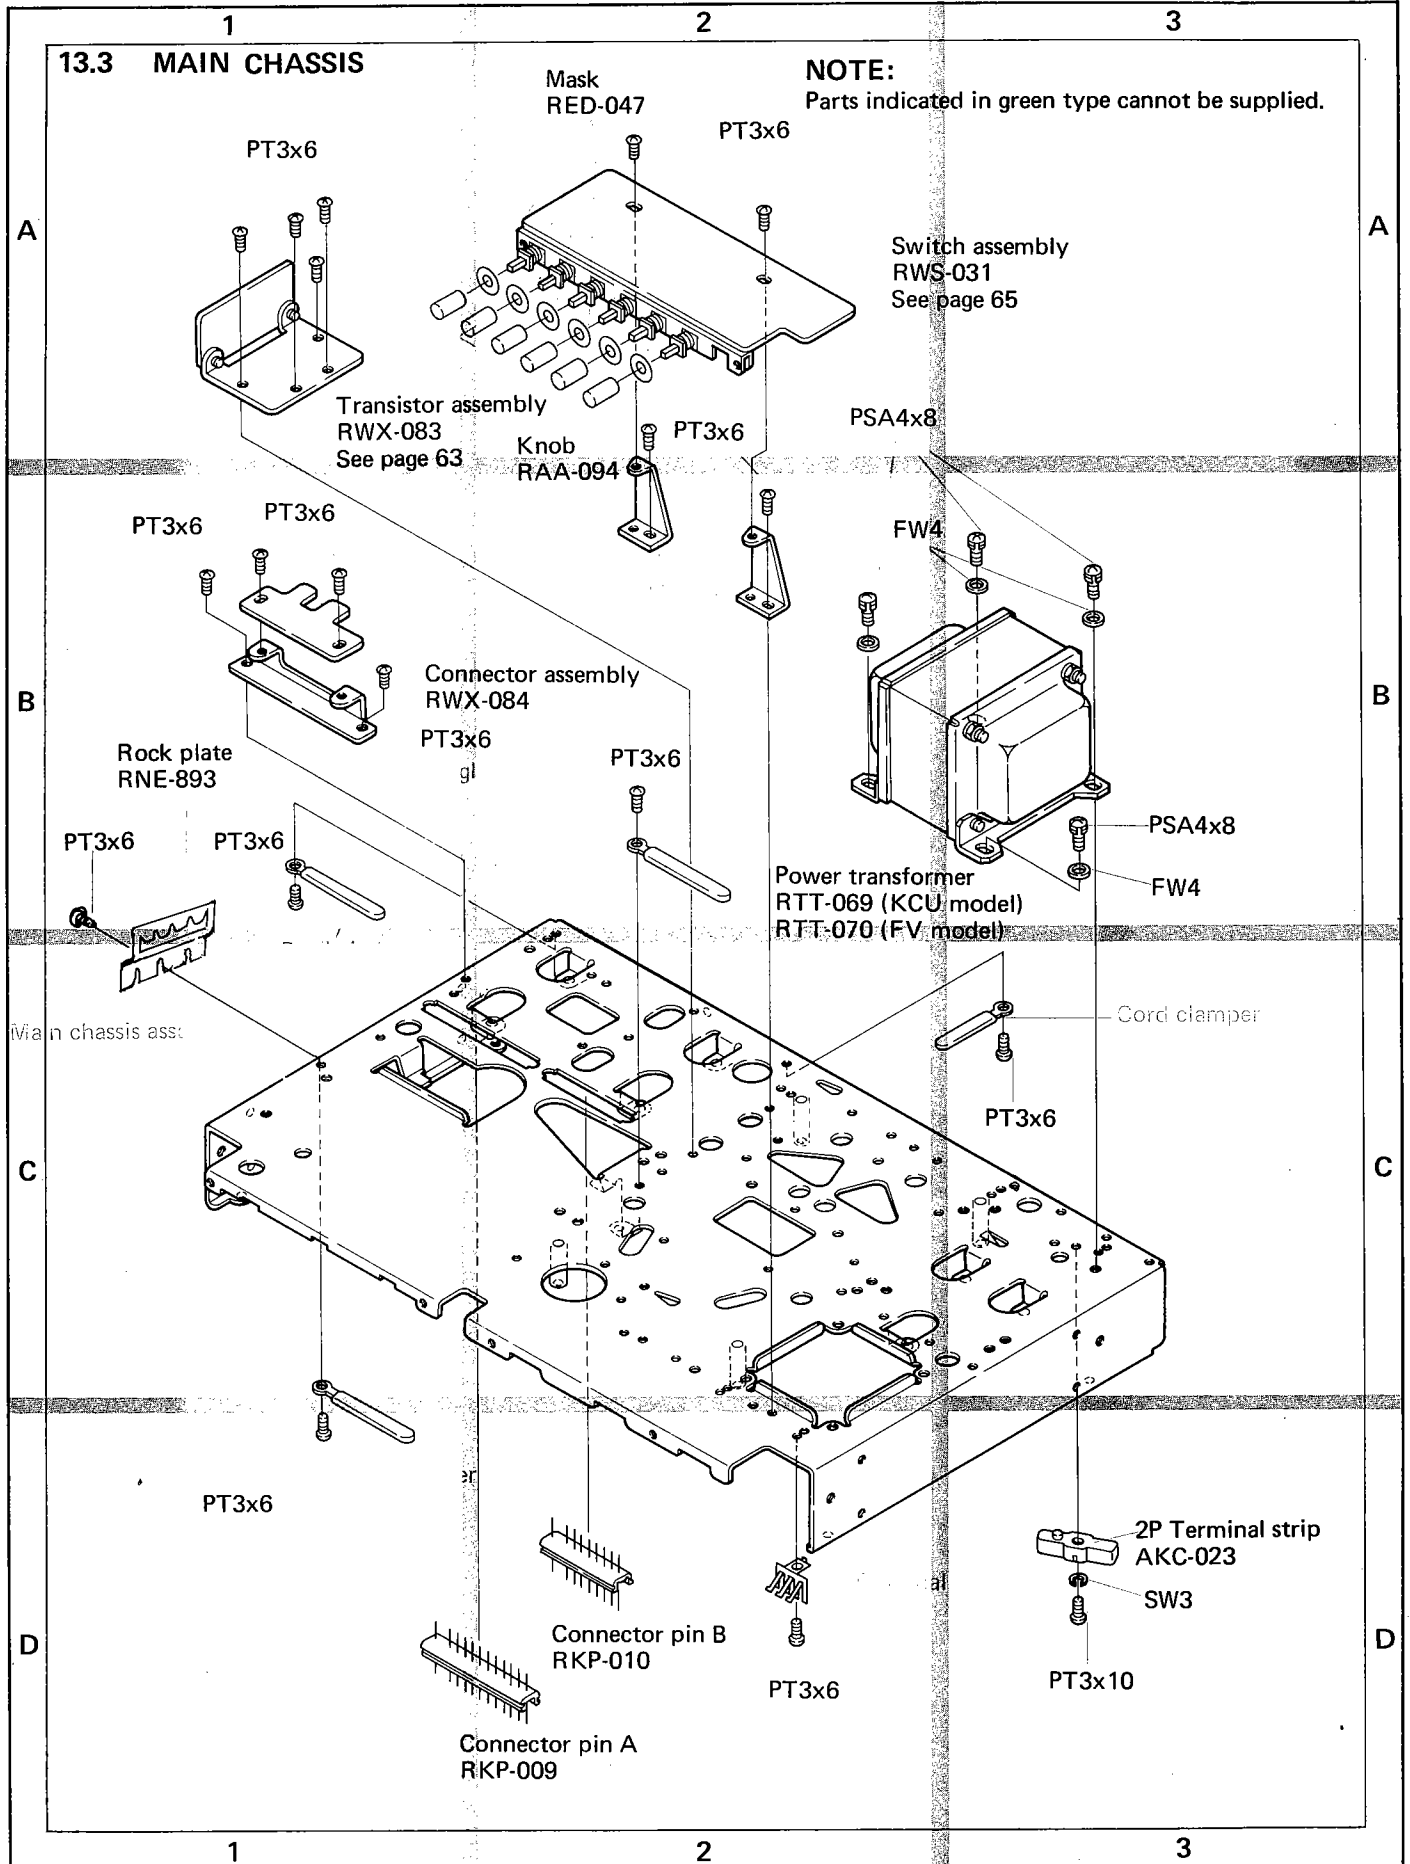 1
2
3
13.3 MAIN CHASSIS
NOTE:
Parts indicated in green type cannot be supplied.
Mask
RED-047
PT3x6
PT3x6
A
A
Switch assembly
RWS-031
See page 65
Transistor assembly
RWX-083
See page 63
Knob
RAA-094
PT3x6
PSA4x8
PT3x6
PT3x6
FW4
B
B
Connector assembly
RWX-084
PT3x6
Rock plate
RNE-893
PT3x6
PT3x6
PT3x6
PSA4x8
FW4
Power transformer
RTT-069 (KCU model)
RTT-070 (FV model)
Main chassis
Cord clamper
PT3x6
C
C
PT3x6
2P Terminal strip
AKC-023
SW3
D
D
Connector pin B
RKP-010
PT3x6
PT3x10
Connector pin A
RKP-009
1
2
3